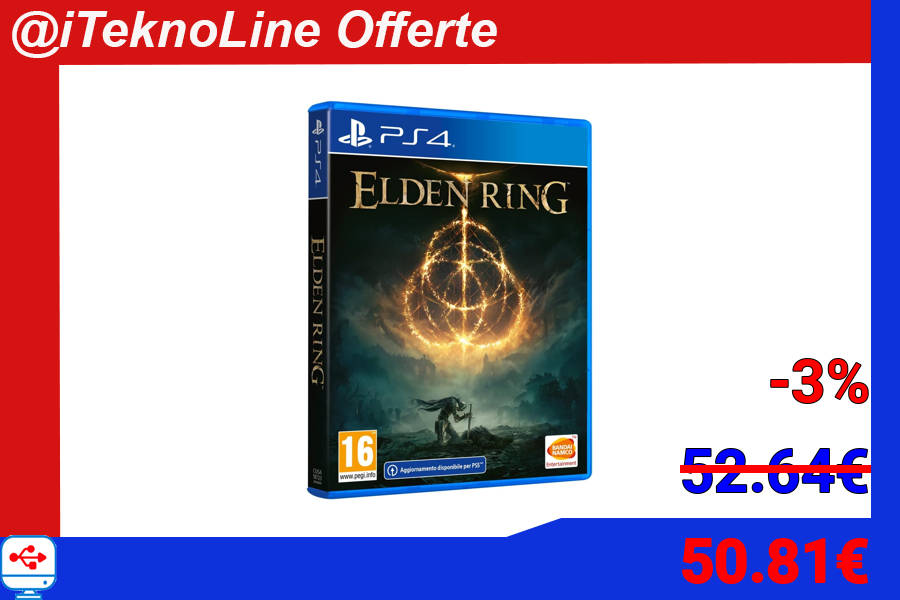 @iTeknoLine Offerte
PS4
PS4
ELDEN RING
ELDEN RING
16
www.pegi.info
Aggiornamento disponibile per PS5
BANDAI
NAMCO
Entertainment
-3%
52.64€
50.81€